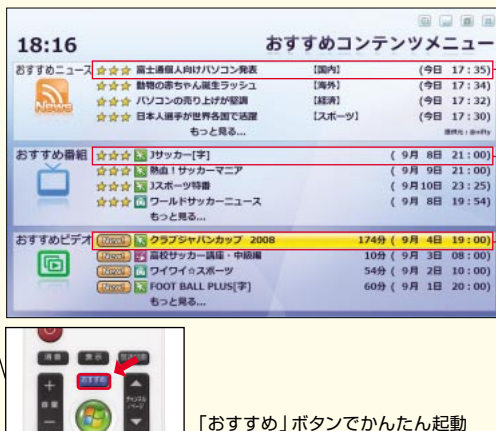 18:16 おすすめコンテンツメニュー
おすすめニュース ☆☆☆ 富士通個人向けパソコン発表 【国内】 (今日 17:35)
☆☆☆ 動物の赤ちゃん誕生ラッシュ 【海外】 (今日 17:34)
News ☆☆☆ パソコンの売り上げが堅調 【経済】 (今日 17:32)
☆☆☆ 日本人選手が世界各国で活躍 【スポーツ】 (今日 17:30)
もっと見る... 提供元：@nifty
おすすめ番組 ☆☆☆ Jサッカー[字] ( 9月 8日 21:00)
☆☆☆ 熱血！サッカーマニア ( 9月 9日 21:00)
☆☆☆ Jスポーツ特番 ( 9月10日 23:25)
☆☆☆ ワールドサッカーニュース ( 9月 8日 19:54)
もっと見る...
おすすめビデオ New! クラブジャパンカップ 2008 174分 ( 9月 4日 19:00)
New! 高校サッカー講座・中級編 10分 ( 9月 3日 08:00)
New! ワイワイ☆スポーツ 54分 ( 9月 2日 10:00)
New! FOOT BALL PLUS[字] 60分 ( 9月 1日 20:00)
もっと見る...
消音 表示
おすすめ
＋ チャンネル/ページ
音量
－
「おすすめ」ボタンでかんたん起動